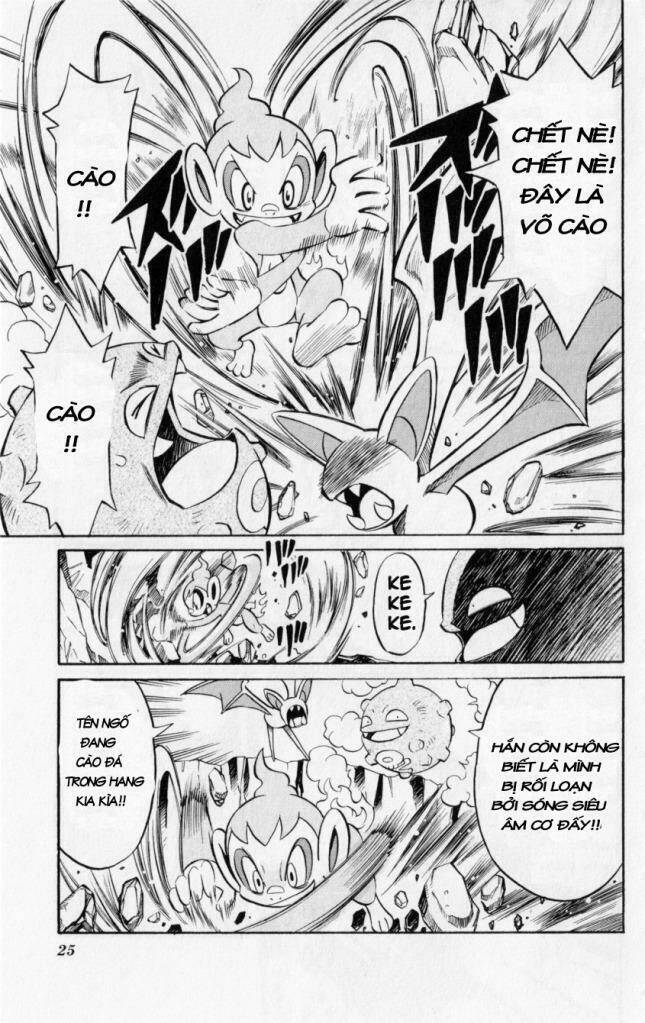 CHẾT NÈ!
CHẾT NÈ!
ĐÂY LÀ
VÕ CÀO
CÀO
!!
CÀO
!!
KE
KE
KE.
HẮN CÒN KHÔNG
BIẾT LÀ MÌNH
BỊ RỐI LOẠN
BỞI SÓNG SIÊU
ÂM CƠ ĐẤY!!
TÊN NGỐ
ĐANG
CÀO ĐÁ
TRONG HANG
KIA KÌA!!
25